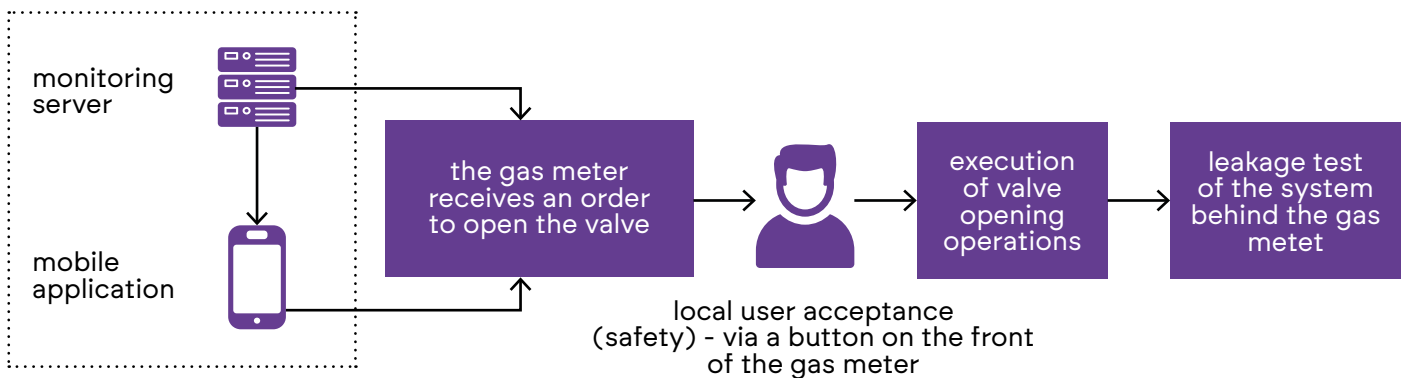 monitoring
server
mobile
application
the gas meter
receives an order
to open the valve
local user acceptance
(safety) - via a button on the front
of the gas meter
execution
of valve
opening
operations
leakage test
of the system
behind the gas
metet